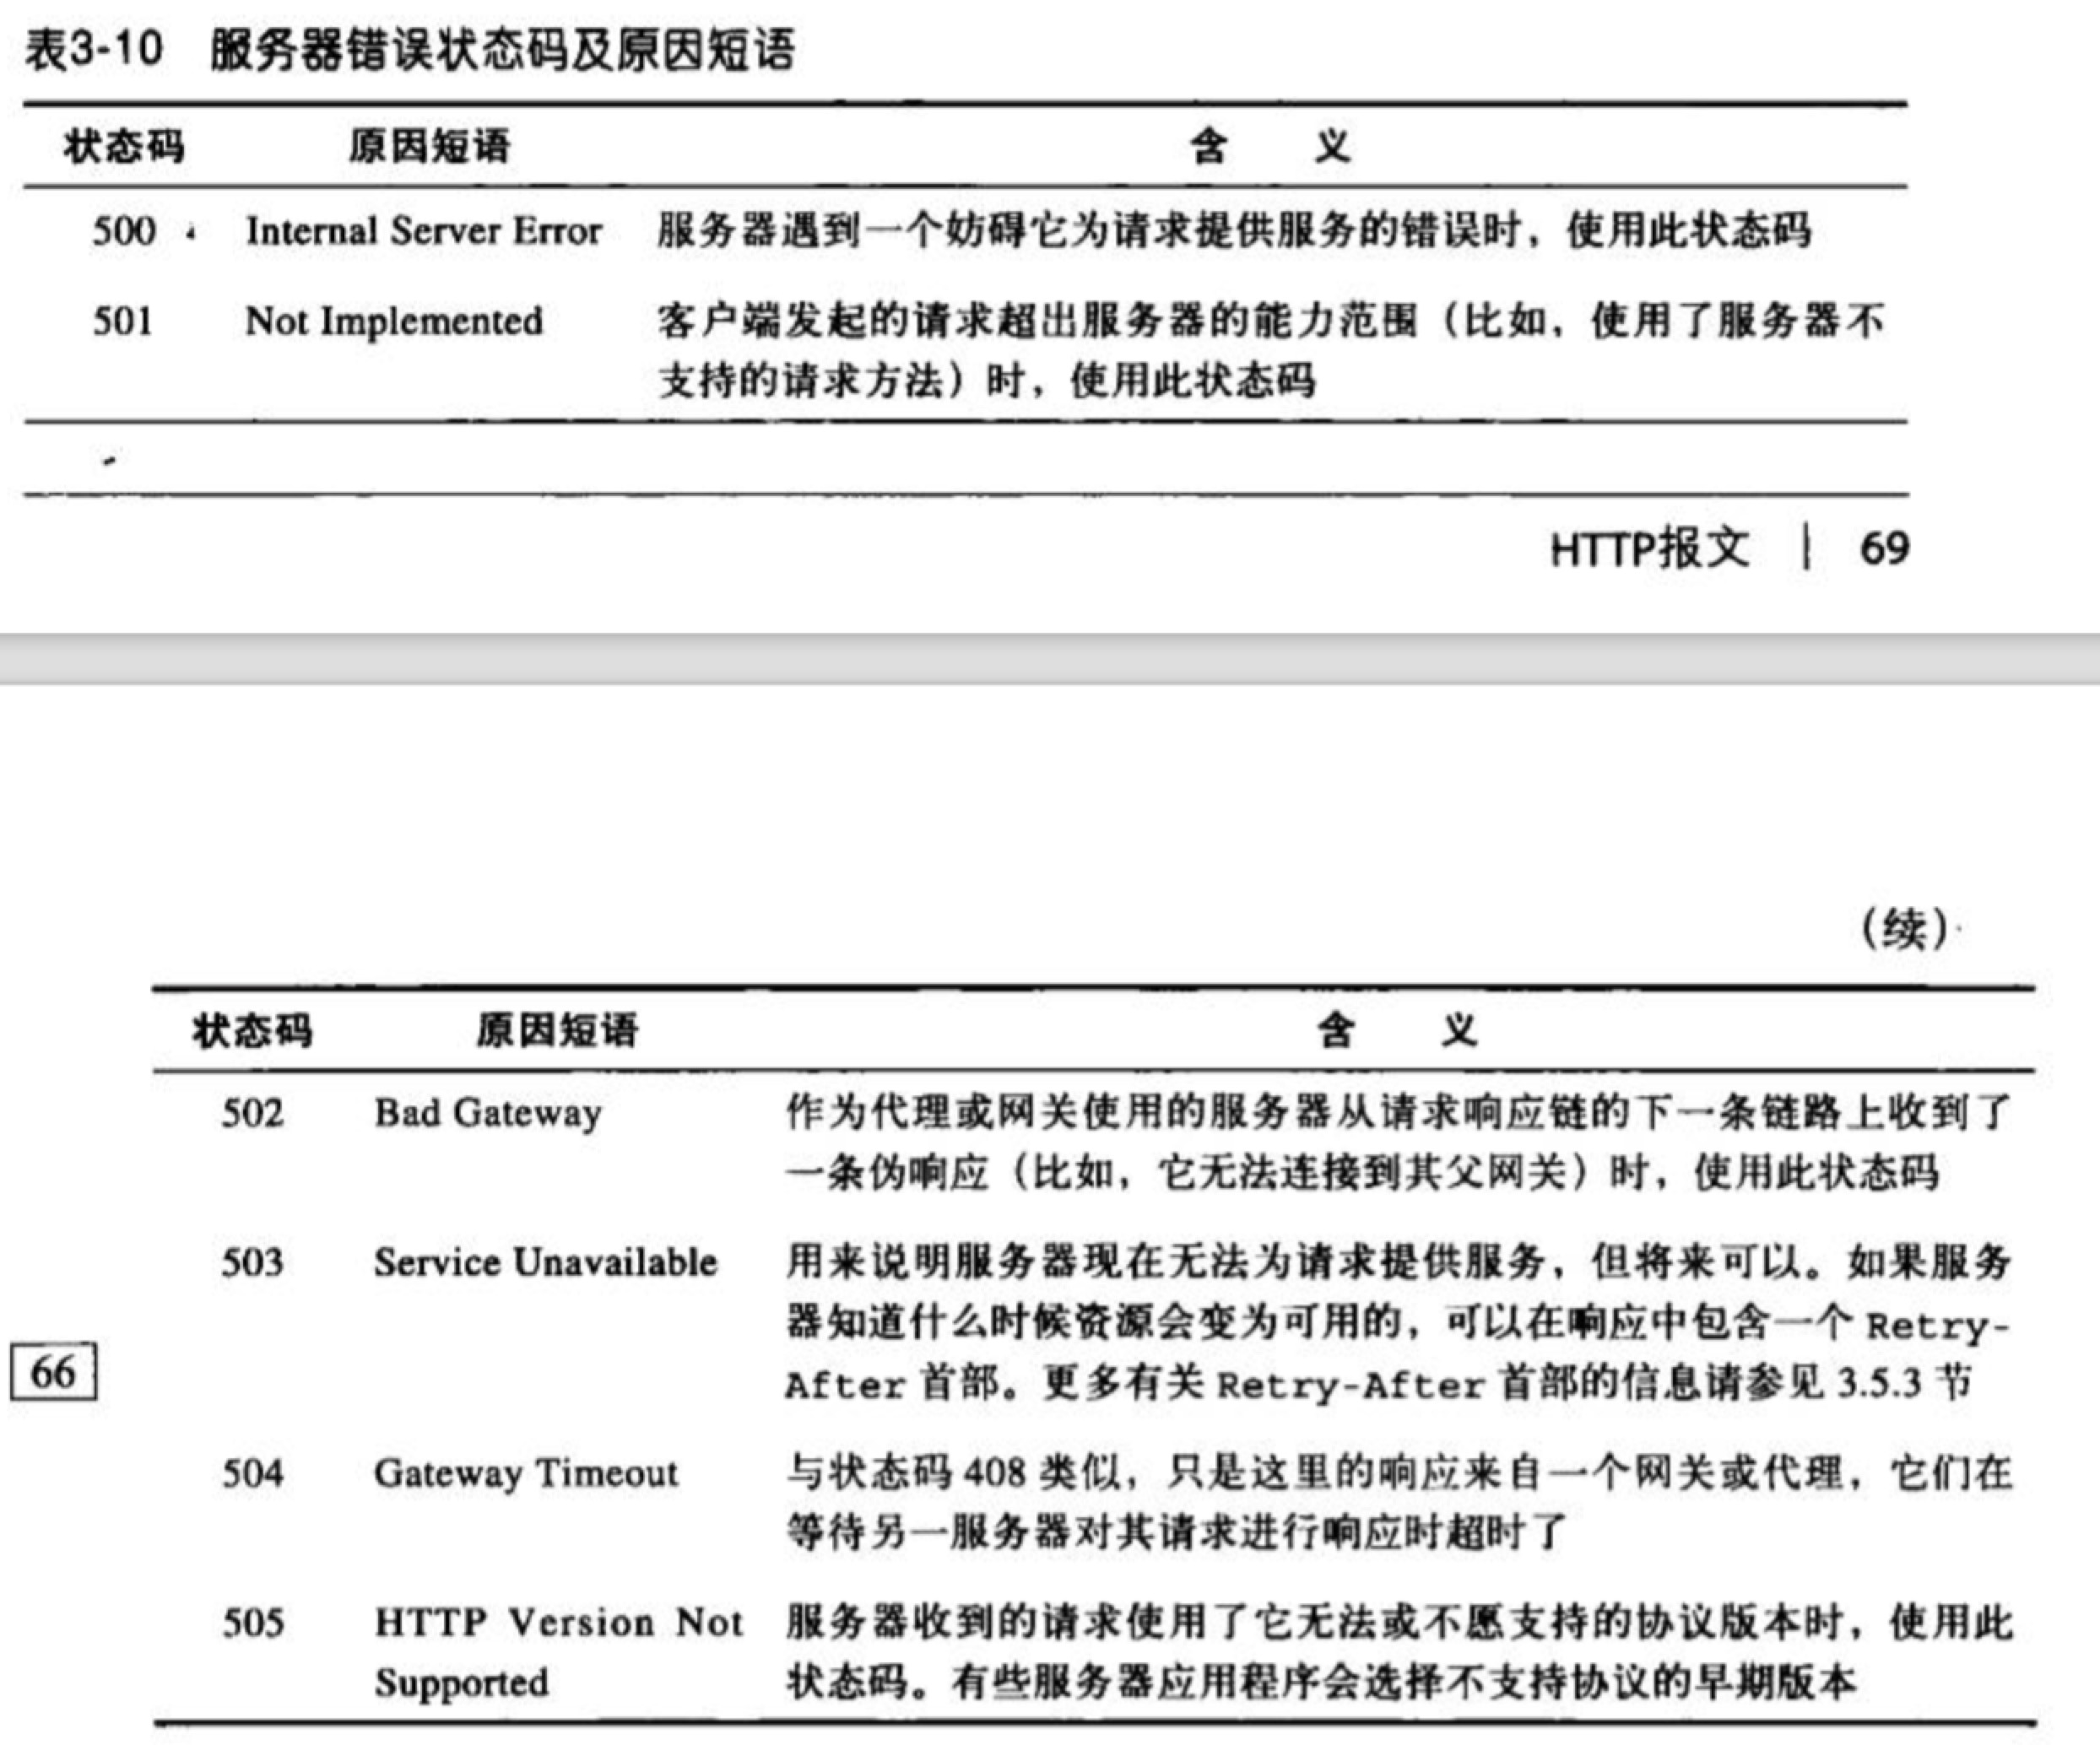 表3-10 服务器错误状态码及原因短语
状态码 原因短语 含 义
500 Internal Server Error 服务器遇到一个妨碍它为请求提供服务的错误时，使用此状态码
501 Not Implemented 客户端发起的请求超出服务器的能力范围（比如，使用了服务器不
支持的请求方法）时，使用此状态码
HTTP报文 | 69
（续）
状态码 原因短语 含 义
502 Bad Gateway 作为代理或网关使用的服务器从请求响应链的下一条链路上收到了
一条伪响应（比如，它无法连接到其父网关）时，使用此状态码
503 Service Unavailable 用来说明服务器现在无法为请求提供服务，但将来可以。如果服务
器知道什么时候资源会变为可用的，可以在响应中包含一个 Retry-
66
After 首部。更多有关 Retry-After 首部的信息请参见 3.5.3 节
504 Gateway Timeout 与状态码 408 类似，只是这里的响应来自一个网关或代理，它们在
等待另一服务器对其请求进行响应时超时了
505 HTTP Version Not 服务器收到的请求使用了它无法或不愿支持的协议版本时，使用此
Supported 状态码。有些服务器应用程序会选择不支持协议的早期版本